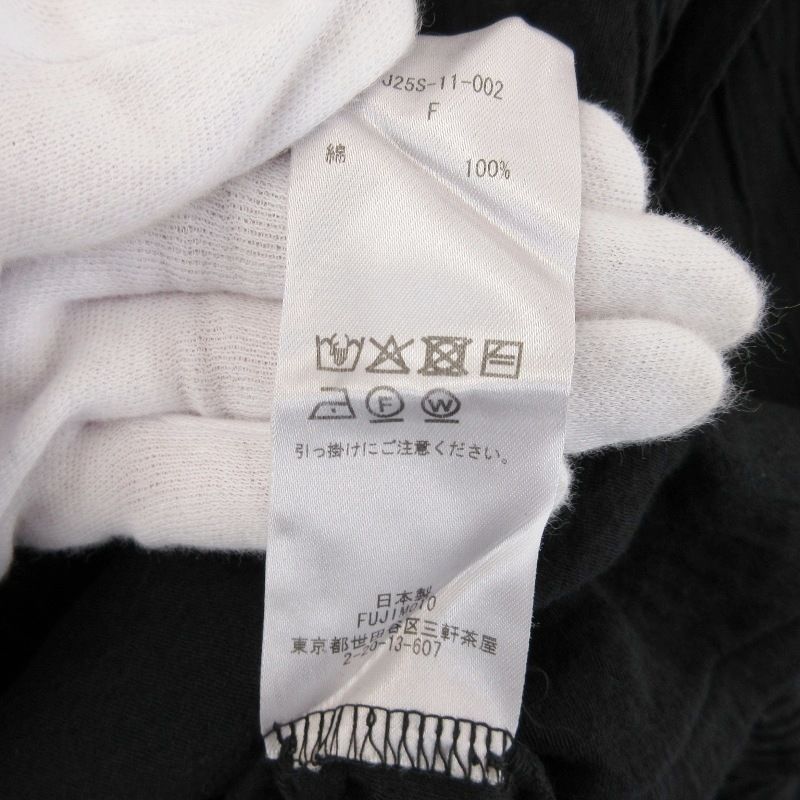 J25S-11-002
F
綿 100%
F W
引っ掛けにご注意ください。
日本製
FUJIMOTO
東京都世田谷区三軒茶屋
2-20-13-607